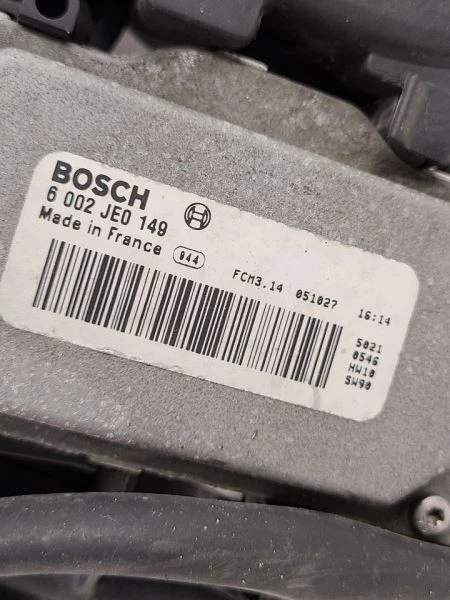 BOSCH
6 002 JE0 149
Made in France 944
FCM3.14 051027 16:14
5021
0546
HW10
SW90